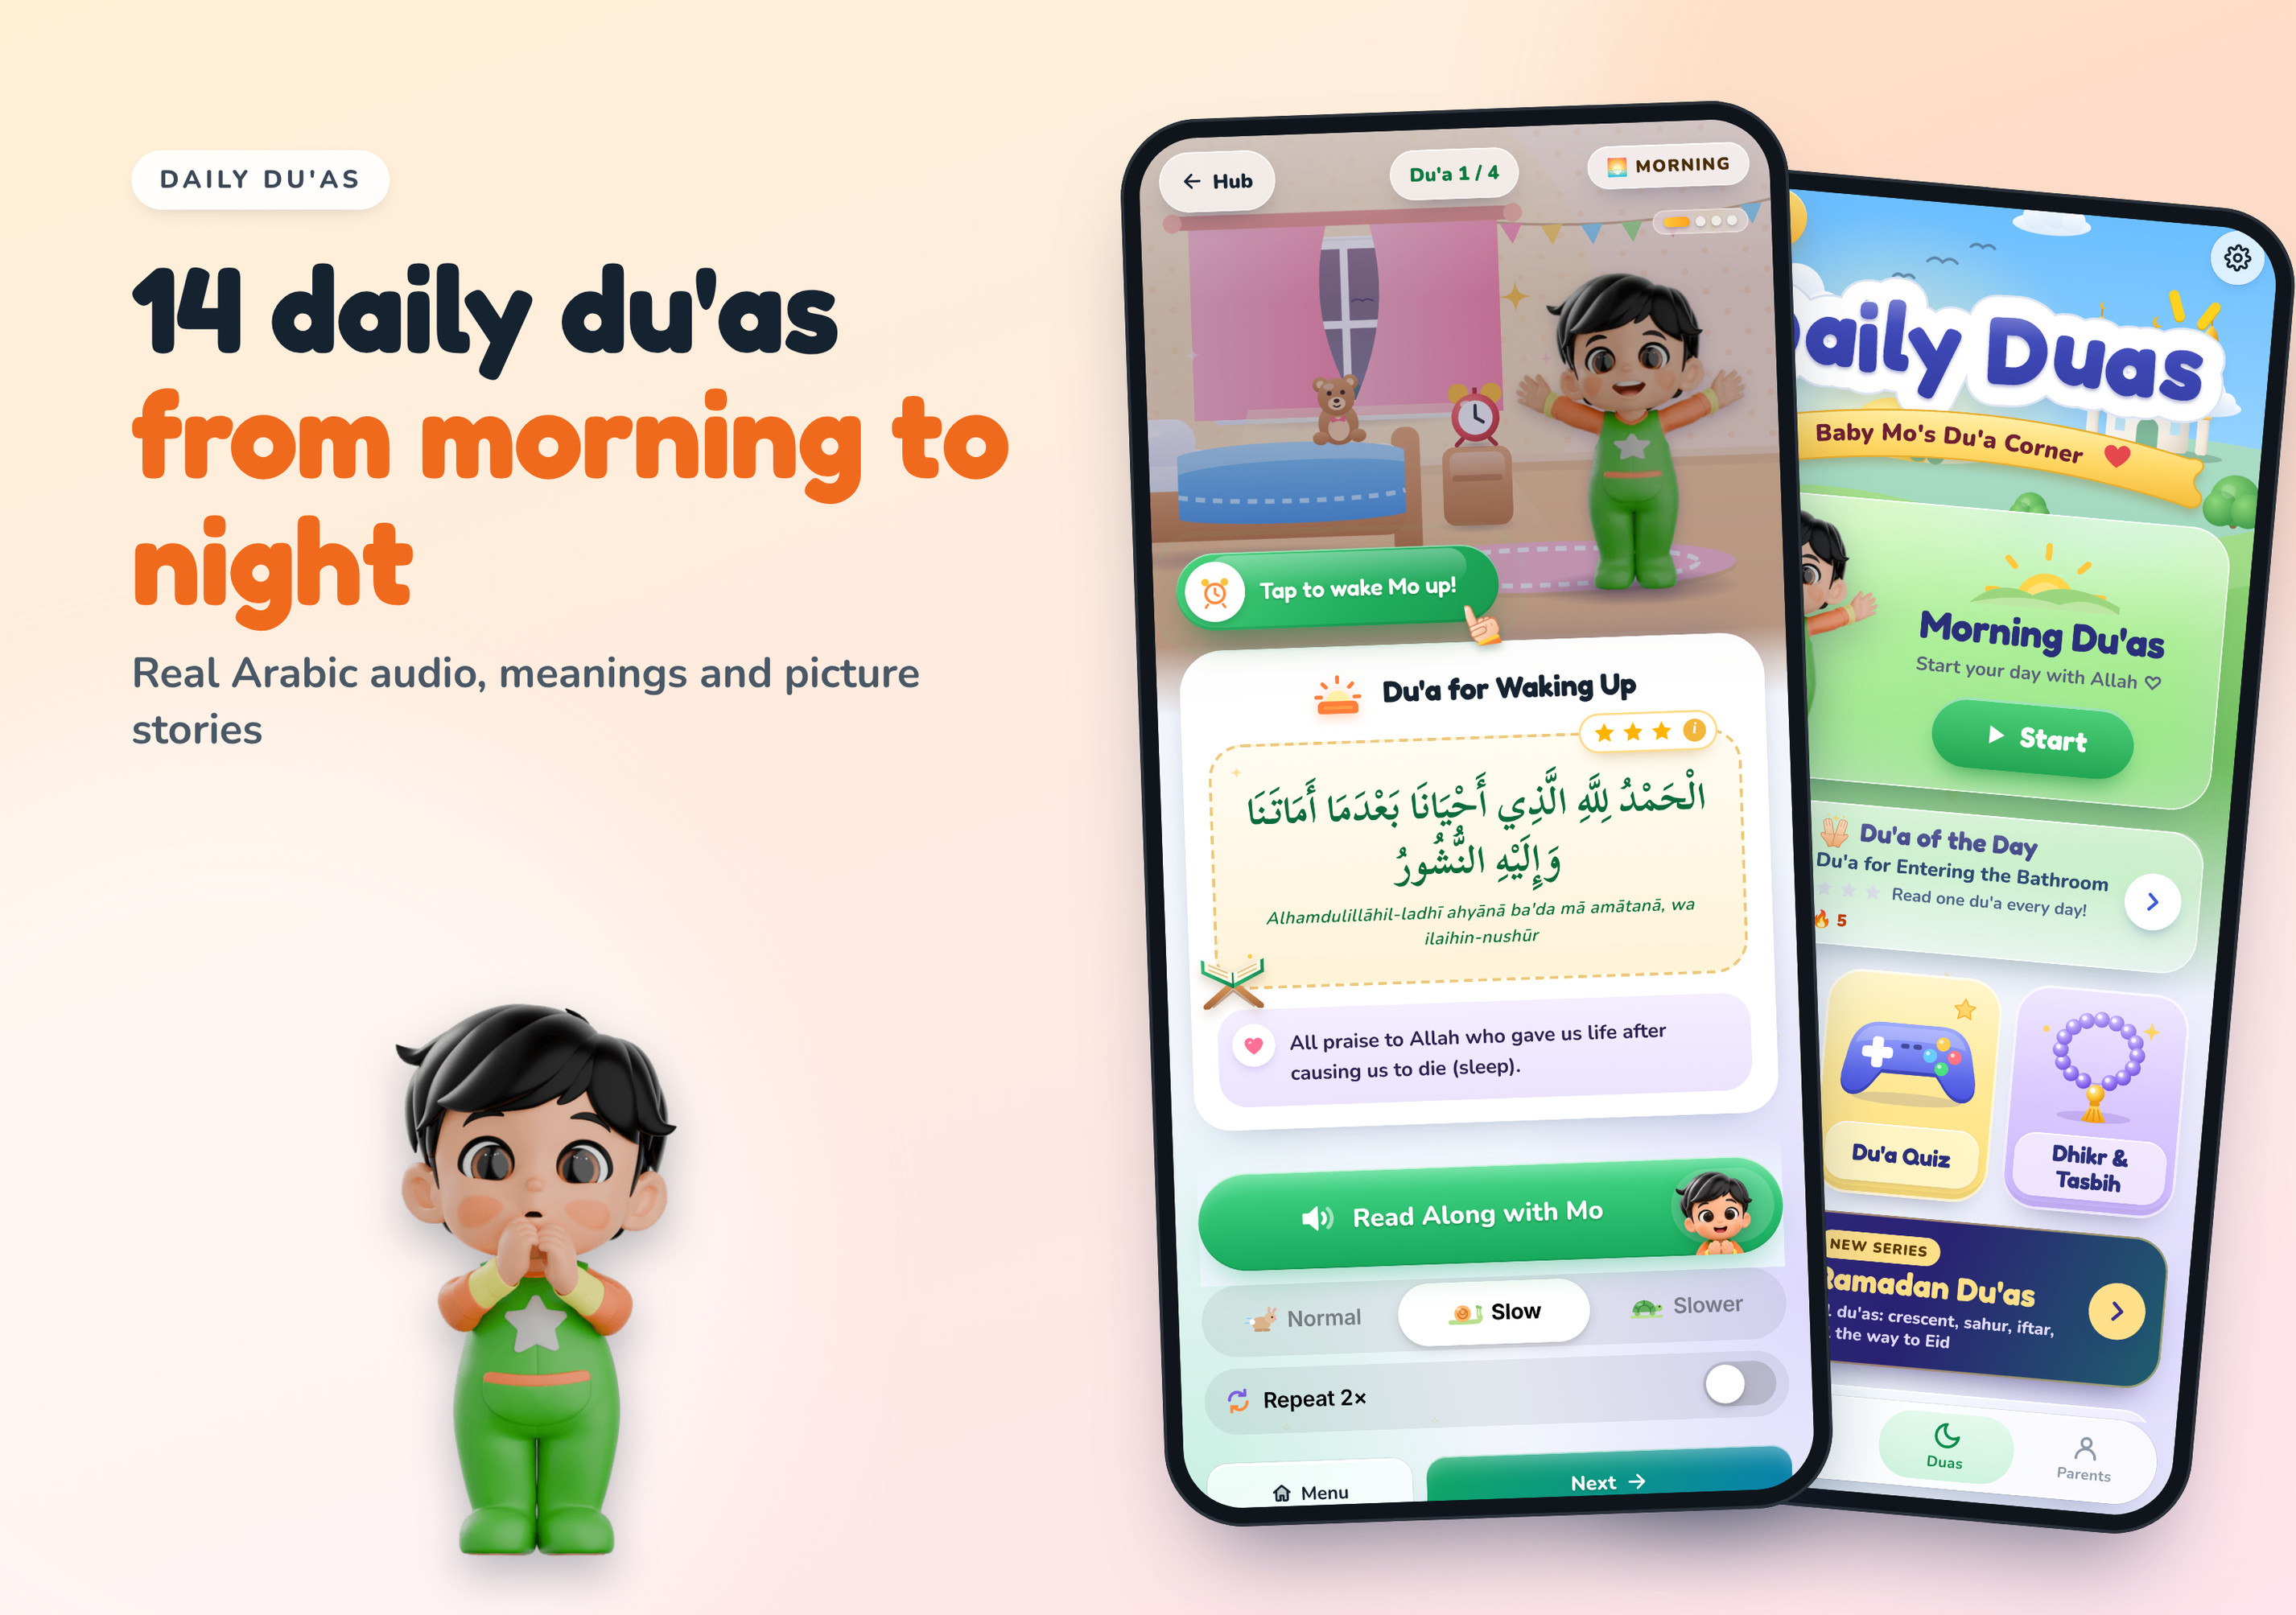 DAILY DU'AS
14 daily du'as
from morning to
night
Real Arabic audio, meanings and picture
stories
Hub
Du'a 1 / 4
MORNING
Tap to wake Mo up!
Du'a for Waking Up
الْحَمْدُ لِلَّهِ الَّذِي أَحْيَانَا بَعْدَمَا أَمَاتَنَا
وَإِلَيْهِ النُّشُورُ
Alhamdulillāhil-ladhī ahyānā ba'da mā amātanā, wa
ilaihin-nushūr
All praise to Allah who gave us life after
causing us to die (sleep).
Read Along with Mo
Normal
Slow
Slower
Repeat 2×
Menu
Next
Daily Duas
Baby Mo's Du'a Corner
Morning Du'as
Start your day with Allah
Start
Du'a of the Day
Du'a for Entering the Bathroom
Read one du'a every day!
5
Du'a Quiz
Dhikr &
Tasbih
NEW SERIES
Ramadan Du'as
du'as: crescent, sahur, iftar,
the way to Eid
Duas
Parents